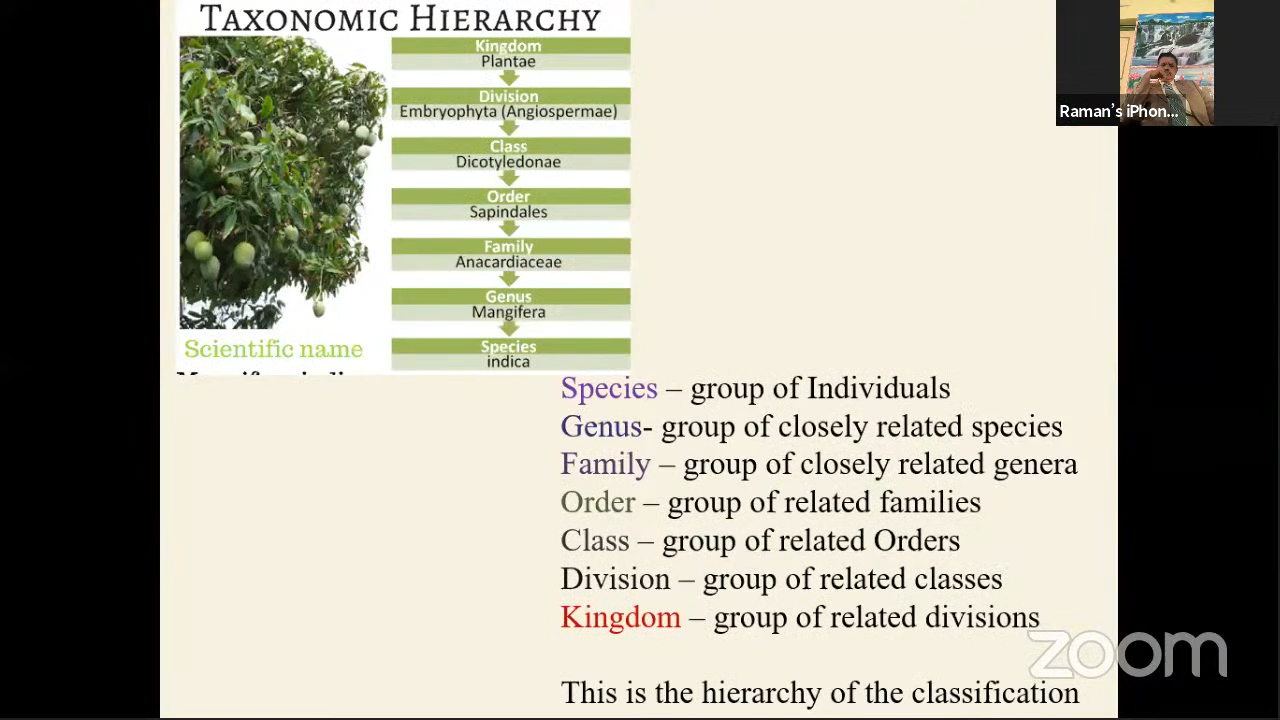 TAXONOMIC HIERARCHY
Kingdom
Plantae
Division
Embryophyta (Angiospermae)
Class
Dicotyledonae
Order
Sapindales
Family
Anacardiaceae
Genus
Mangifera
Species
indica
Scientific name
Species – group of Individuals
Genus- group of closely related species
Family – group of closely related genera
Order – group of related families
Class – group of related Orders
Division – group of related classes
Kingdom – group of related divisions
This is the hierarchy of the classification
Raman's iPhon...
zoom